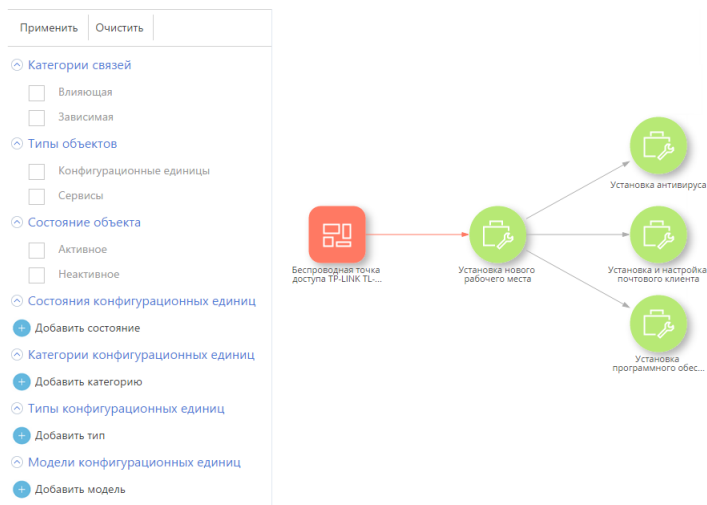 Применить
Очистить
Категории связей
Влияющая
Зависимая
Типы объектов
Конфигурационные единицы
Сервисы
Состояние объекта
Активное
Неактивное
Состояния конфигурационных единиц
Добавить состояние
Категории конфигурационных единиц
Добавить категорию
Типы конфигурационных единиц
Добавить тип
Модели конфигурационных единиц
Добавить модель
Беспроводная точка
доступа TP-LINK TL-...
Установка нового
рабочего места
Установка антивируса
Установка и настройка
почтового клиента
Установка
программного обес...